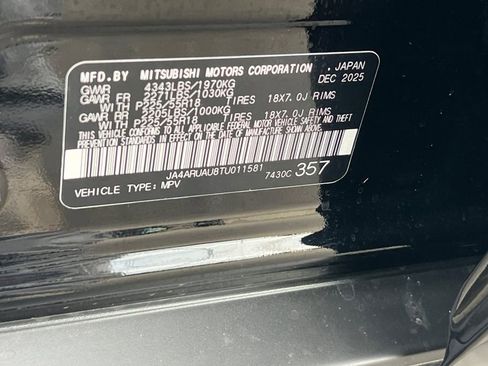 MFD.BY MITSUBISHI MOTORS CORPORATION, JAPAN
GVWR 4343LBS/1970KG DEC 2025
GAWR FR 2271LBS/1030KG
WITH P225/55R18 TIRES 18X7.0J RIMS
GAWR RR 2205LBS/1000KG
WITH P225/55R18 TIRES 18X7.0J RIMS
THIS VEHICLE CONFORMS TO ALL APPLICABLE FEDERAL MOTOR VEHICLE SAFETY AND THEFT
PREVENTION STANDARDS IN EFFECT ON THE DATE OF MANUFACTURE SHOWN ABOVE.
JA4ARUAU8TU011581 7430C 357
VEHICLE TYPE: MPV